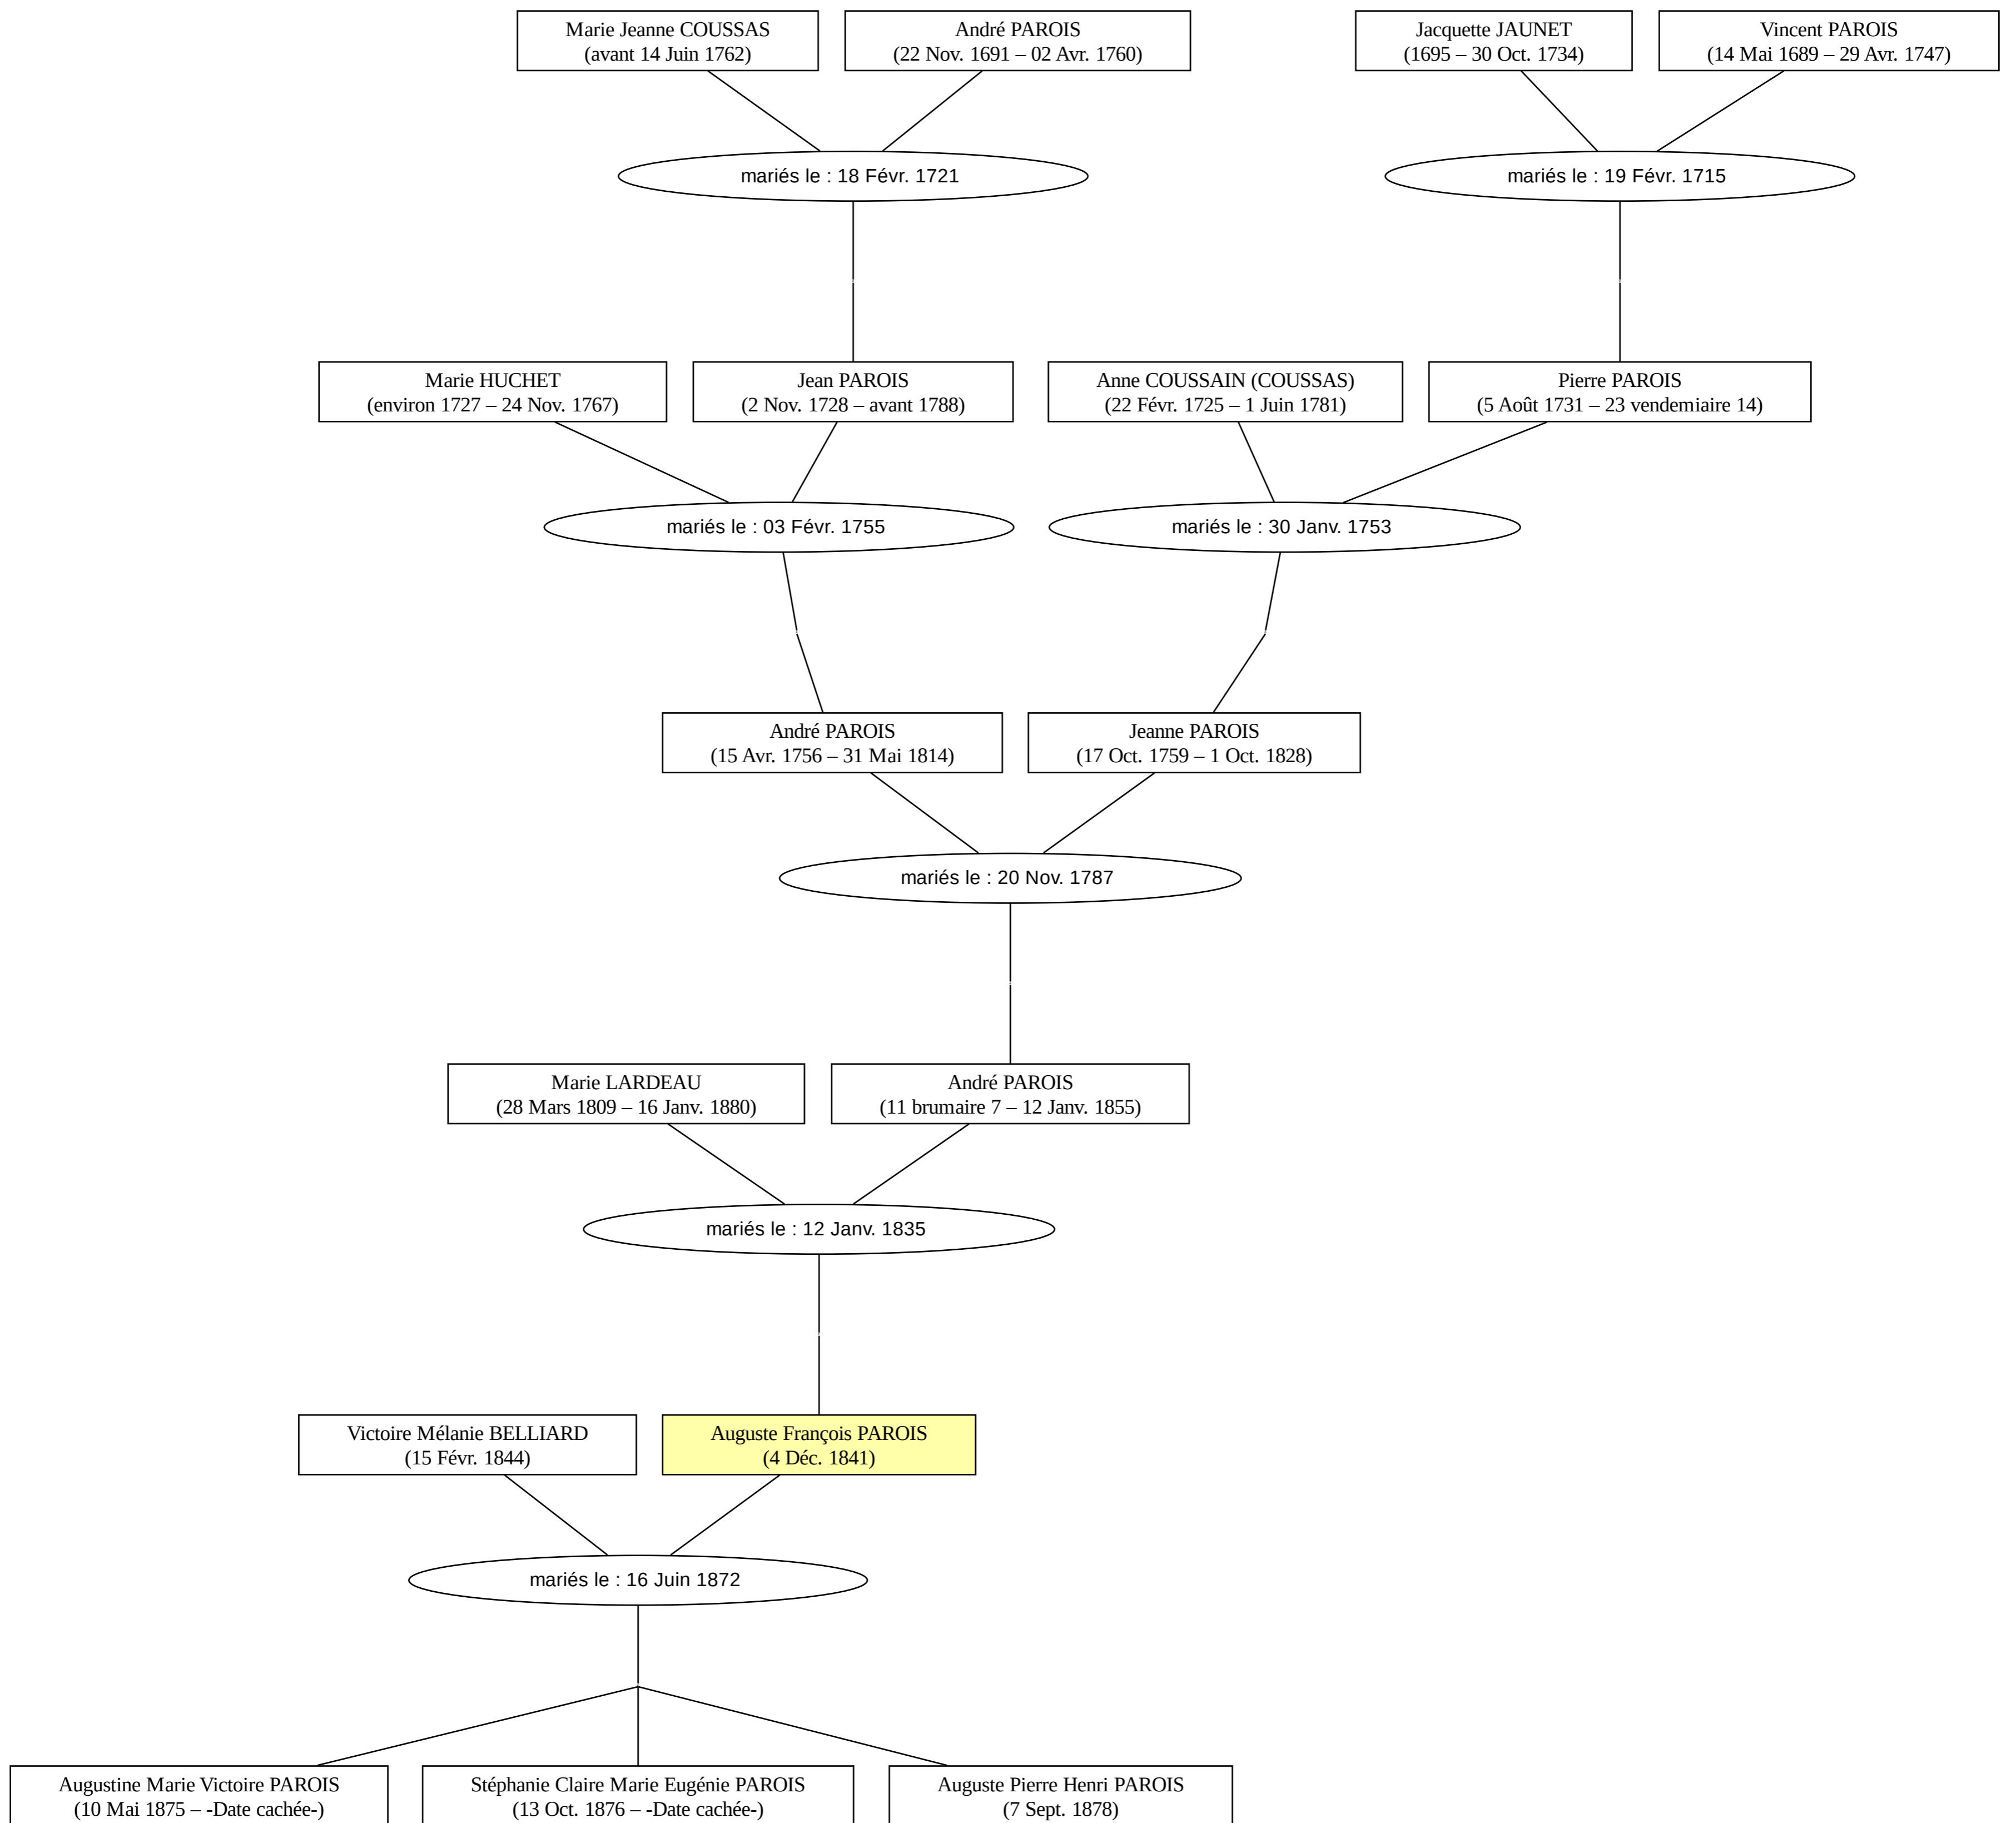 Marie Jeanne COUSSAS
(avant 14 Juin 1762)
André PAROIS
(22 Nov. 1691 – 02 Avr. 1760)
Jacquette JAUNET
(1695 – 30 Oct. 1734)
Vincent PAROIS
(14 Mai 1689 – 29 Avr. 1747)
mariés le : 18 Févr. 1721
mariés le : 19 Févr. 1715
Marie HUCHET
(environ 1727 – 24 Nov. 1767)
Jean PAROIS
(2 Nov. 1728 – avant 1788)
Anne COUSSAIN (COUSSAS)
(22 Févr. 1725 – 1 Juin 1781)
Pierre PAROIS
(5 Août 1731 – 23 vendemiaire 14)
mariés le : 03 Févr. 1755
mariés le : 30 Janv. 1753
André PAROIS
(15 Avr. 1756 – 31 Mai 1814)
Jeanne PAROIS
(17 Oct. 1759 – 1 Oct. 1828)
mariés le : 20 Nov. 1787
Marie LARDEAU
(28 Mars 1809 – 16 Janv. 1880)
André PAROIS
(11 brumaire 7 – 12 Janv. 1855)
mariés le : 12 Janv. 1835
Victoire Mélanie BELLIARD
(15 Févr. 1844)
Auguste François PAROIS
(4 Déc. 1841)
mariés le : 16 Juin 1872
Augustine Marie Victoire PAROIS
(10 Mai 1875 – -Date cachée-)
Stéphanie Claire Marie Eugénie PAROIS
(13 Oct. 1876 – -Date cachée-)
Auguste Pierre Henri PAROIS
(7 Sept. 1878)